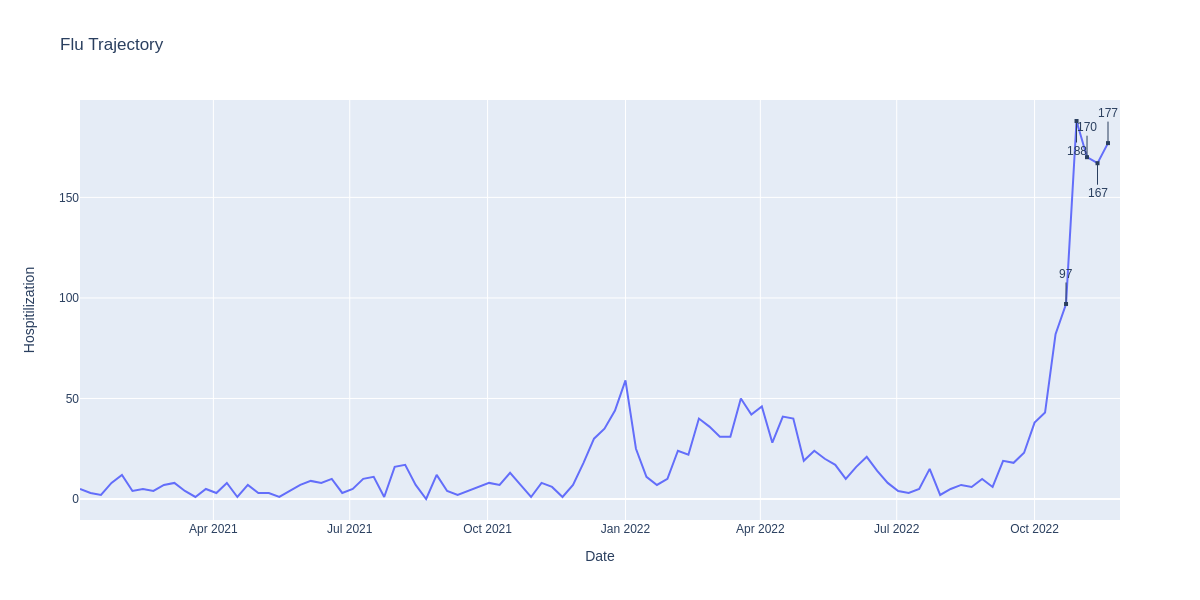 Flu Trajectory
177
170
188
167
150
97
100
50
0
Hospitilization
Apr 2021
Jul 2021
Oct 2021
Jan 2022
Apr 2022
Jul 2022
Oct 2022
Date